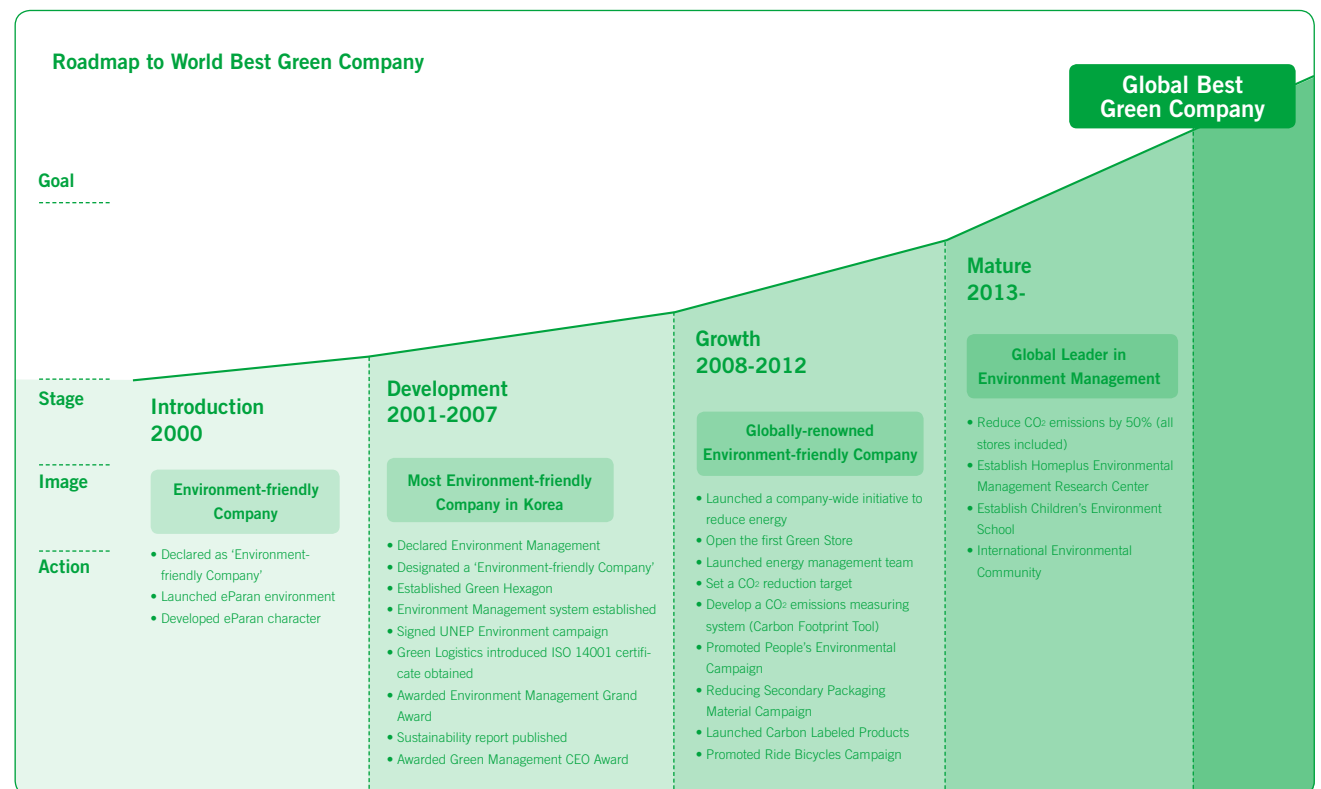 Roadmap to World Best Green Company
Global Best
Green Company
Goal
Stage
Image
Action
Introduction
2000
Environment-friendly
Company
• Declared as ‘Environment-
friendly Company’
• Launched eParan environment
• Developed eParan character
Development
2001-2007
Most Environment-friendly
Company in Korea
• Declared Environment Management
• Designated a ‘Environment-friendly Company’
• Established Green Hexagon
• Environment Management system established
• Signed UNEP Environment campaign
• Green Logistics introduced ISO 14001 certifi-
cate obtained
• Awarded Environment Management Grand
Award
• Sustainability report published
• Awarded Green Management CEO Award
Growth
2008-2012
Globally-renowned
Environment-friendly Company
• Launched a company-wide initiative to
reduce energy
• Open the first Green Store
• Launched energy management team
• Set a CO2 reduction target
• Develop a CO2 emissions measuring
system (Carbon Footprint Tool)
• Promoted People’s Environmental
Campaign
• Reducing Secondary Packaging
Material Campaign
• Launched Carbon Labeled Products
• Promoted Ride Bicycles Campaign
Mature
2013-
Global Leader in
Environment Management
• Reduce CO2 emissions by 50% (all
stores included)
• Establish Homeplus Environmental
Management Research Center
• Establish Children’s Environment
School
• International Environmental
Community